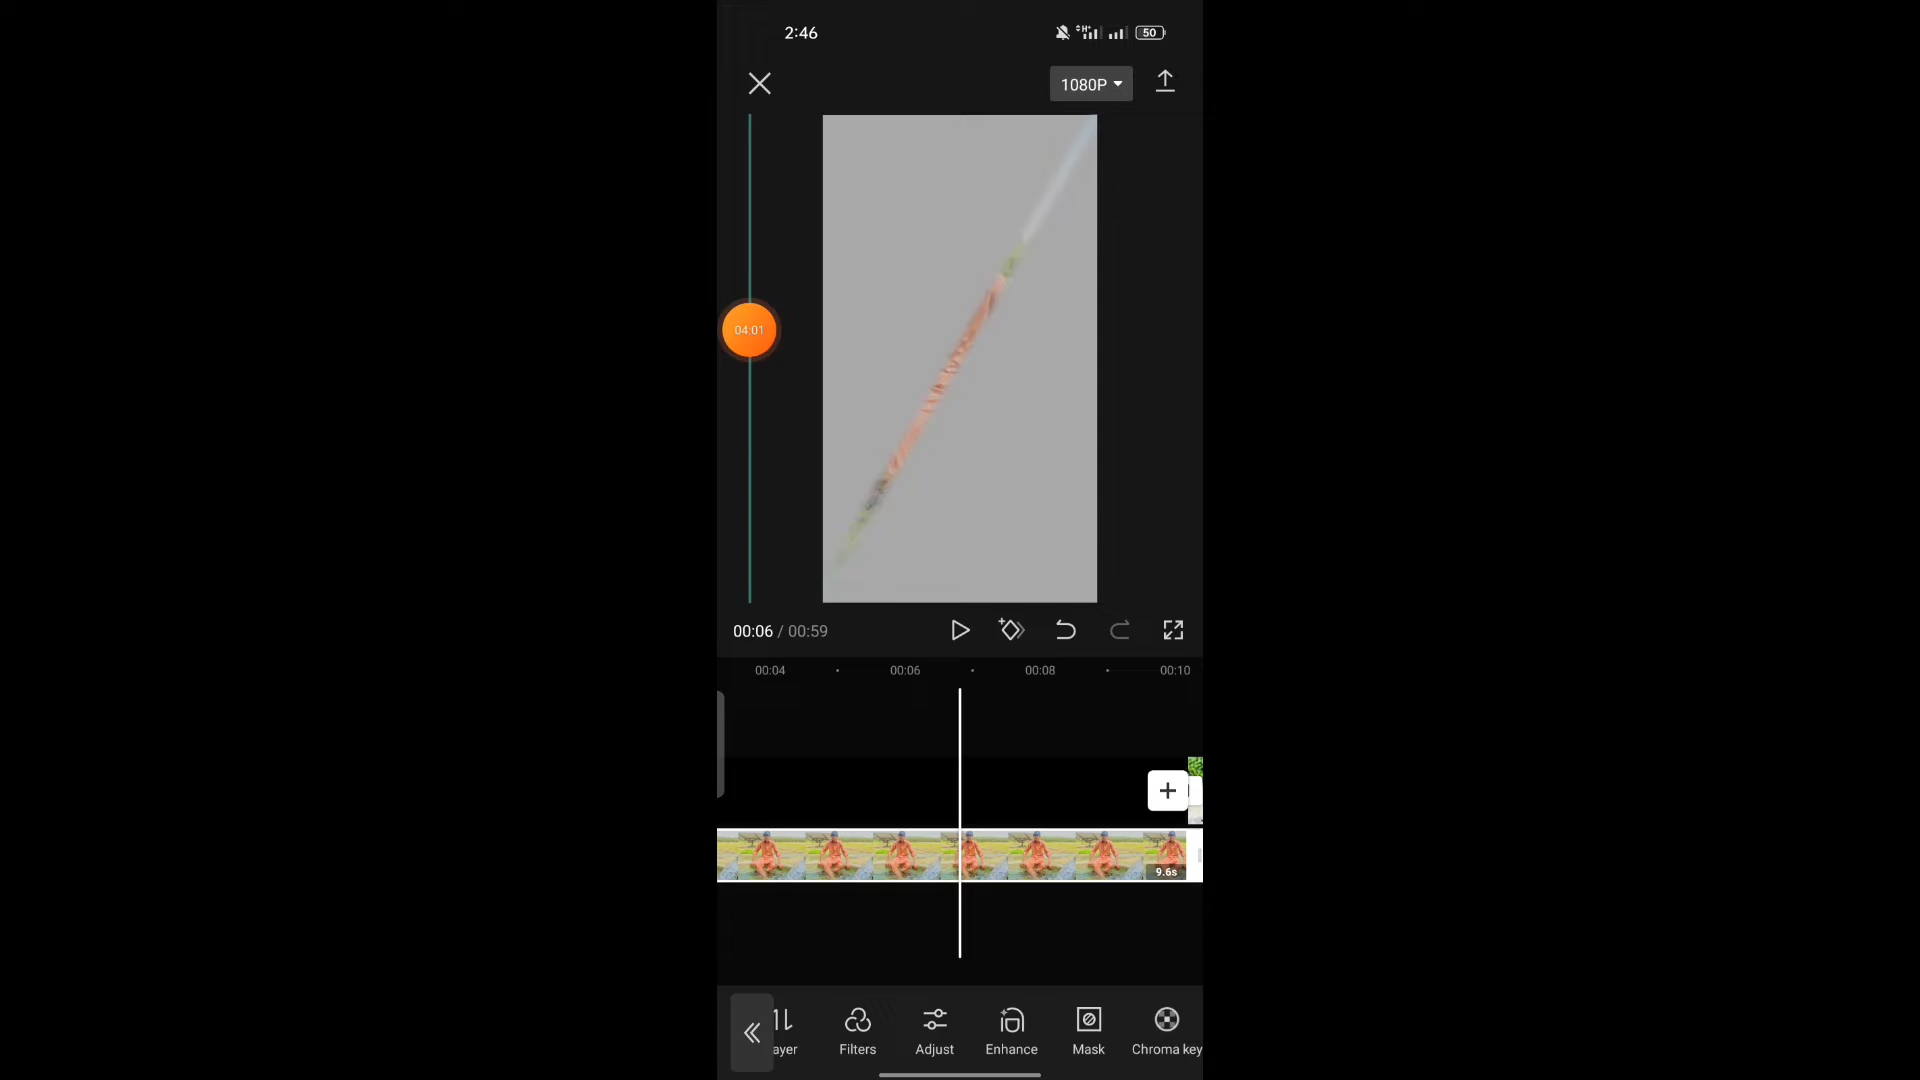 2:46
50
1080P
04:01
00:06 / 00:59
00:04
00:06
00:08
00:10
9.6s
ayer
Filters
Adjust
Enhance
Mask
Chroma key